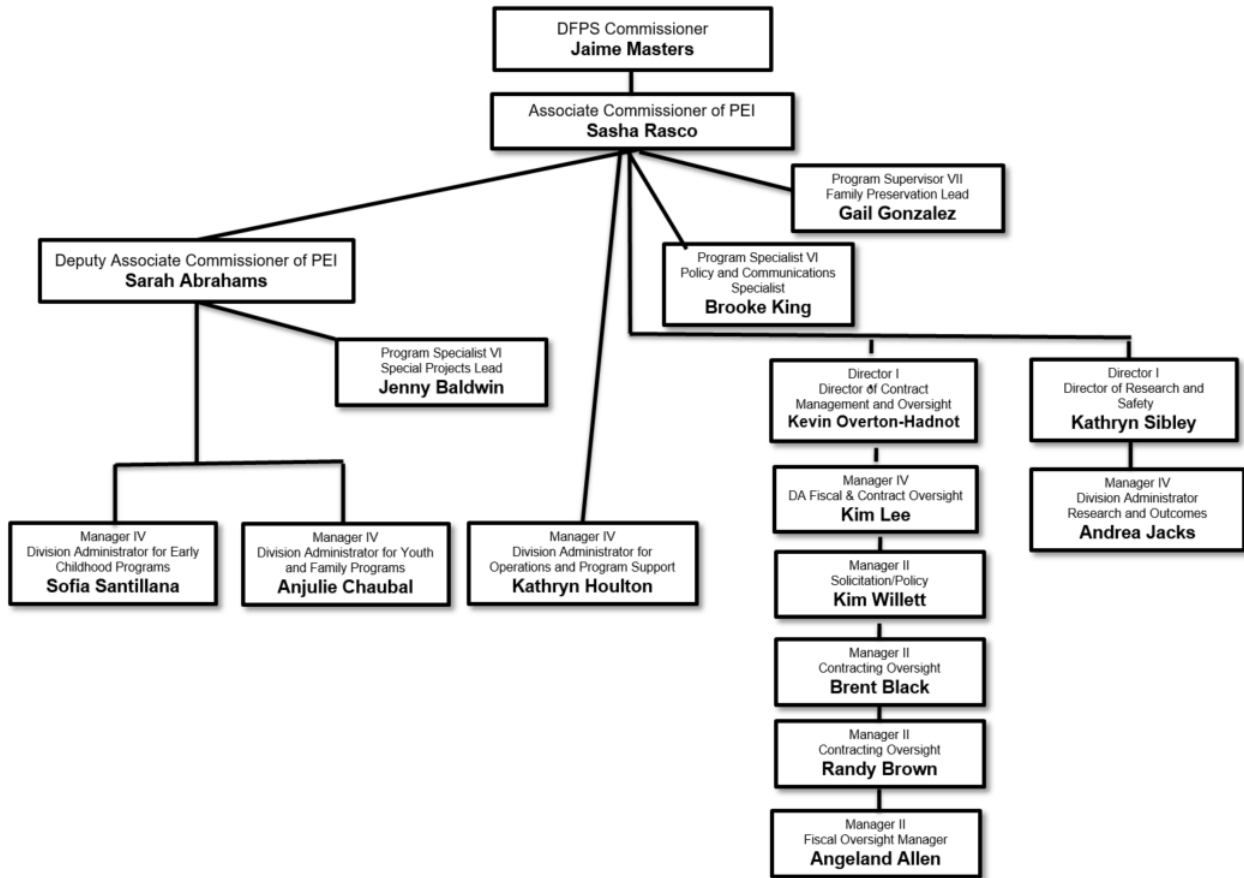 DFPS Commissioner
Jaime Masters
Associate Commissioner of PEI
Sasha Rasco
Program Supervisor VII
Family Preservation Lead
Gail Gonzalez
Deputy Associate Commissioner of PEI
Sarah Abrahams
Program Specialist VI
Policy and Communications
Specialist
Brooke King
Program Specialist VI
Special Projects Lead
Jenny Baldwin
Director I
Director of Contract
Management and Oversight
Kevin Overton-Hadnot
Director I
Director of Research and
Safety
Kathryn Sibley
Manager IV
DA Fiscal & Contract Oversight
Kim Lee
Manager IV
Division Administrator
Research and Outcomes
Andrea Jacks
Manager IV
Division Administrator for Early
Childhood Programs
Sofia Santillana
Manager IV
Division Administrator for Youth
and Family Programs
Anjulie Chaubal
Manager IV
Division Administrator for
Operations and Program Support
Kathryn Houlton
Manager II
Solicitation/Policy
Kim Willett
Manager II
Contracting Oversight
Brent Black
Manager II
Contracting Oversight
Randy Brown
Manager II
Fiscal Oversight Manager
Angeland Allen